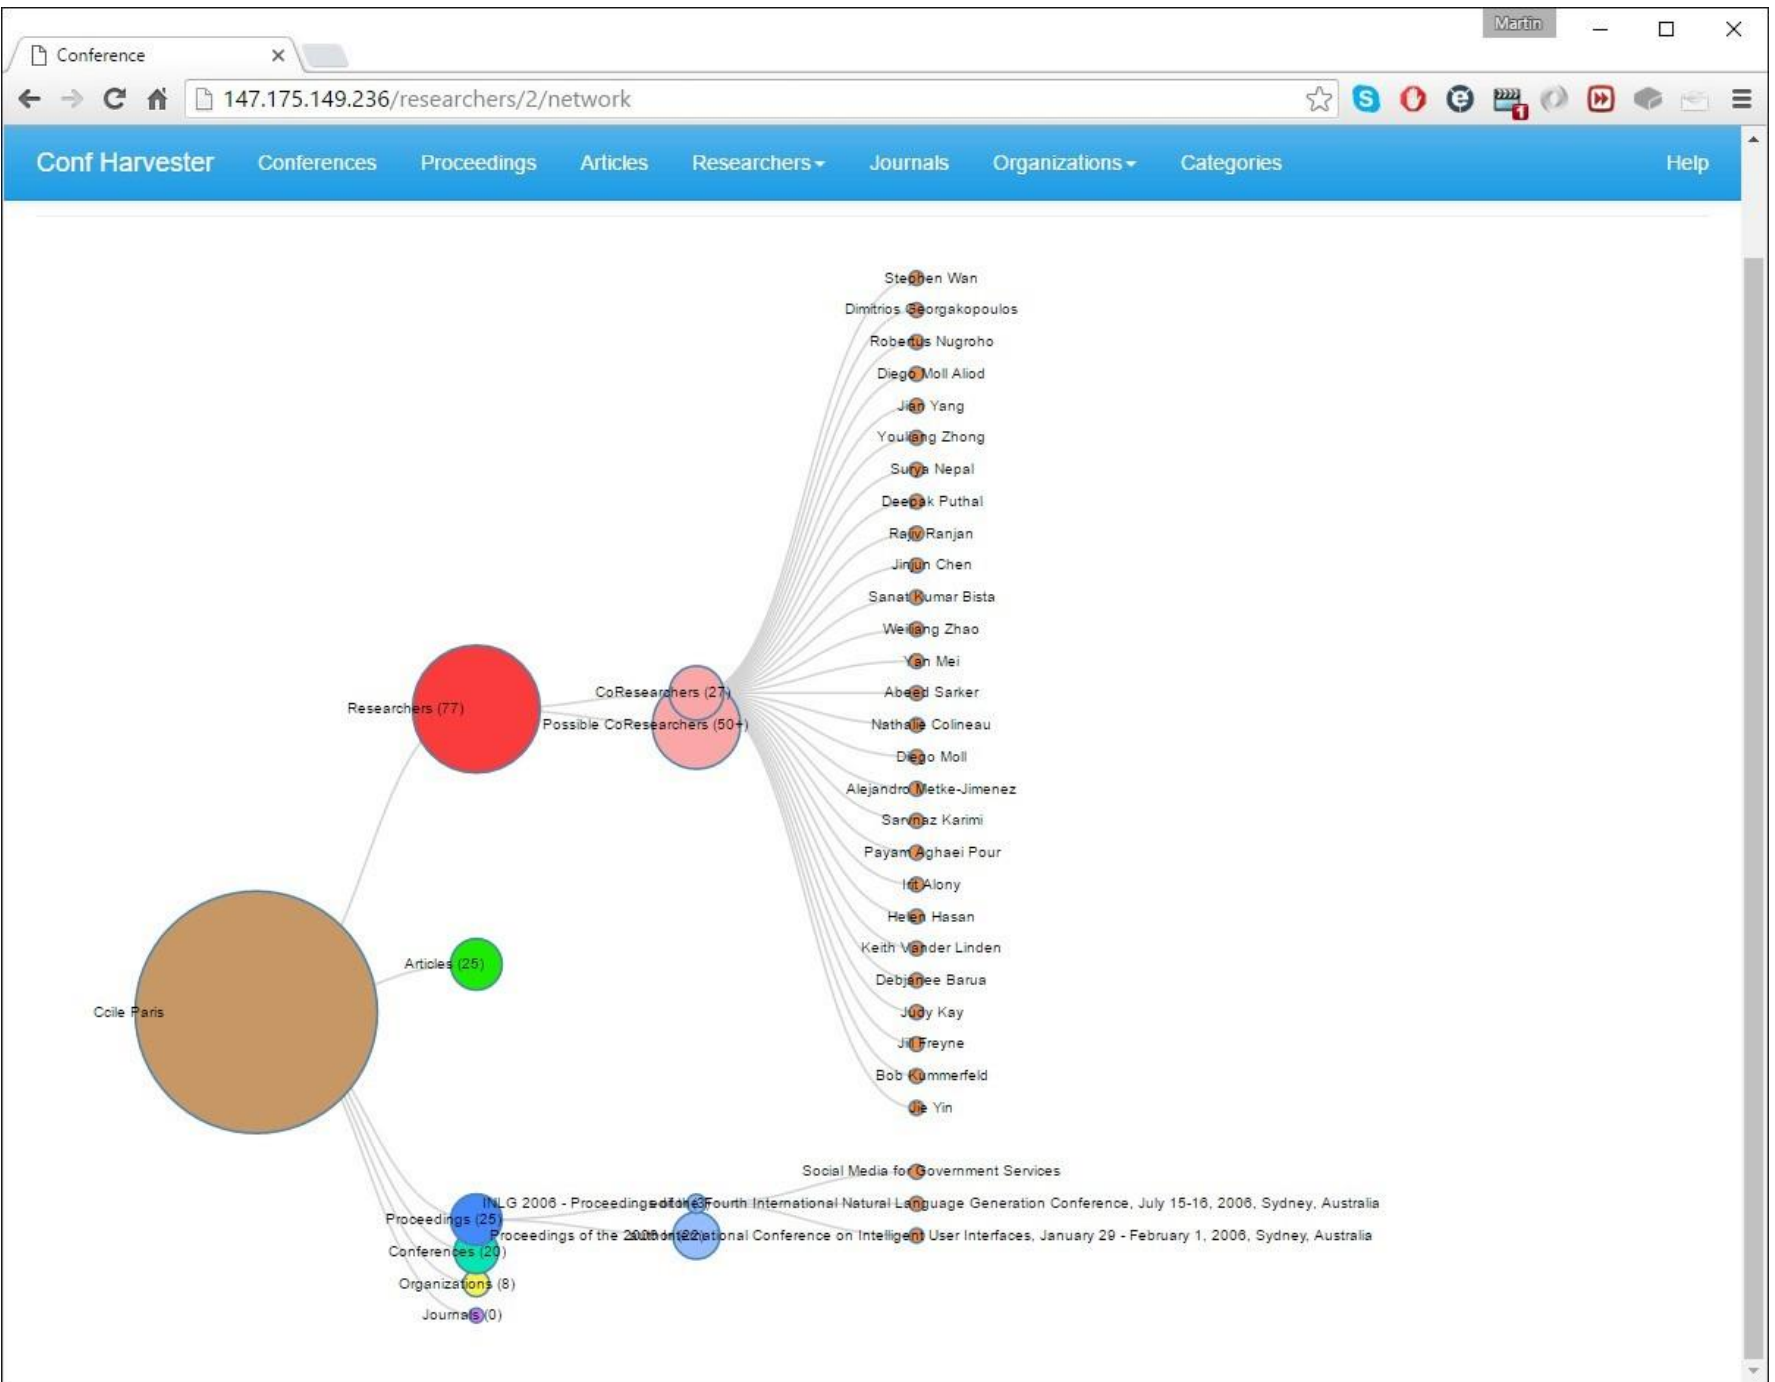 Martin
Conference
147.175.149.236/researchers/2/network
1
Conf Harvester Conferences Proceedings Articles Researchers Journals Organizations Categories Help
Stephen Wan
Dimitrios Georgakopoulos
Robertus Nugroho
Diego Moll Aliod
Jian Yang
Youliang Zhong
Surya Nepal
Deepak Puthal
Rajiv Ranjan
Jinjun Chen
Sanat Kumar Bista
Weiliang Zhao
Yan Mei
Abeed Sarker
Nathalie Colineau
Diego Moll
Alejandro Metke-Jimenez
Sarvnaz Karimi
Payam Aghaei Pour
Irit Alony
Helen Hasan
Keith Vander Linden
Debjanee Barua
Judy Kay
Jill Freyne
Bob Kummerfeld
Jie Yin
CoResearchers (27)
Researchers (77)
Possible CoResearchers (50+)
Articles (25)
Ccile Paris
Social Media for Government Services
INLG 2006 - Proceedings of the Fourth International Natural Language Generation Conference, July 15-16, 2006, Sydney, Australia
Proceedings (25)
Proceedings of the 2006 International Conference on Intelligent User Interfaces, January 29 - February 1, 2006, Sydney, Australia
Conferences (20)
Organizations (8)
Journals (0)